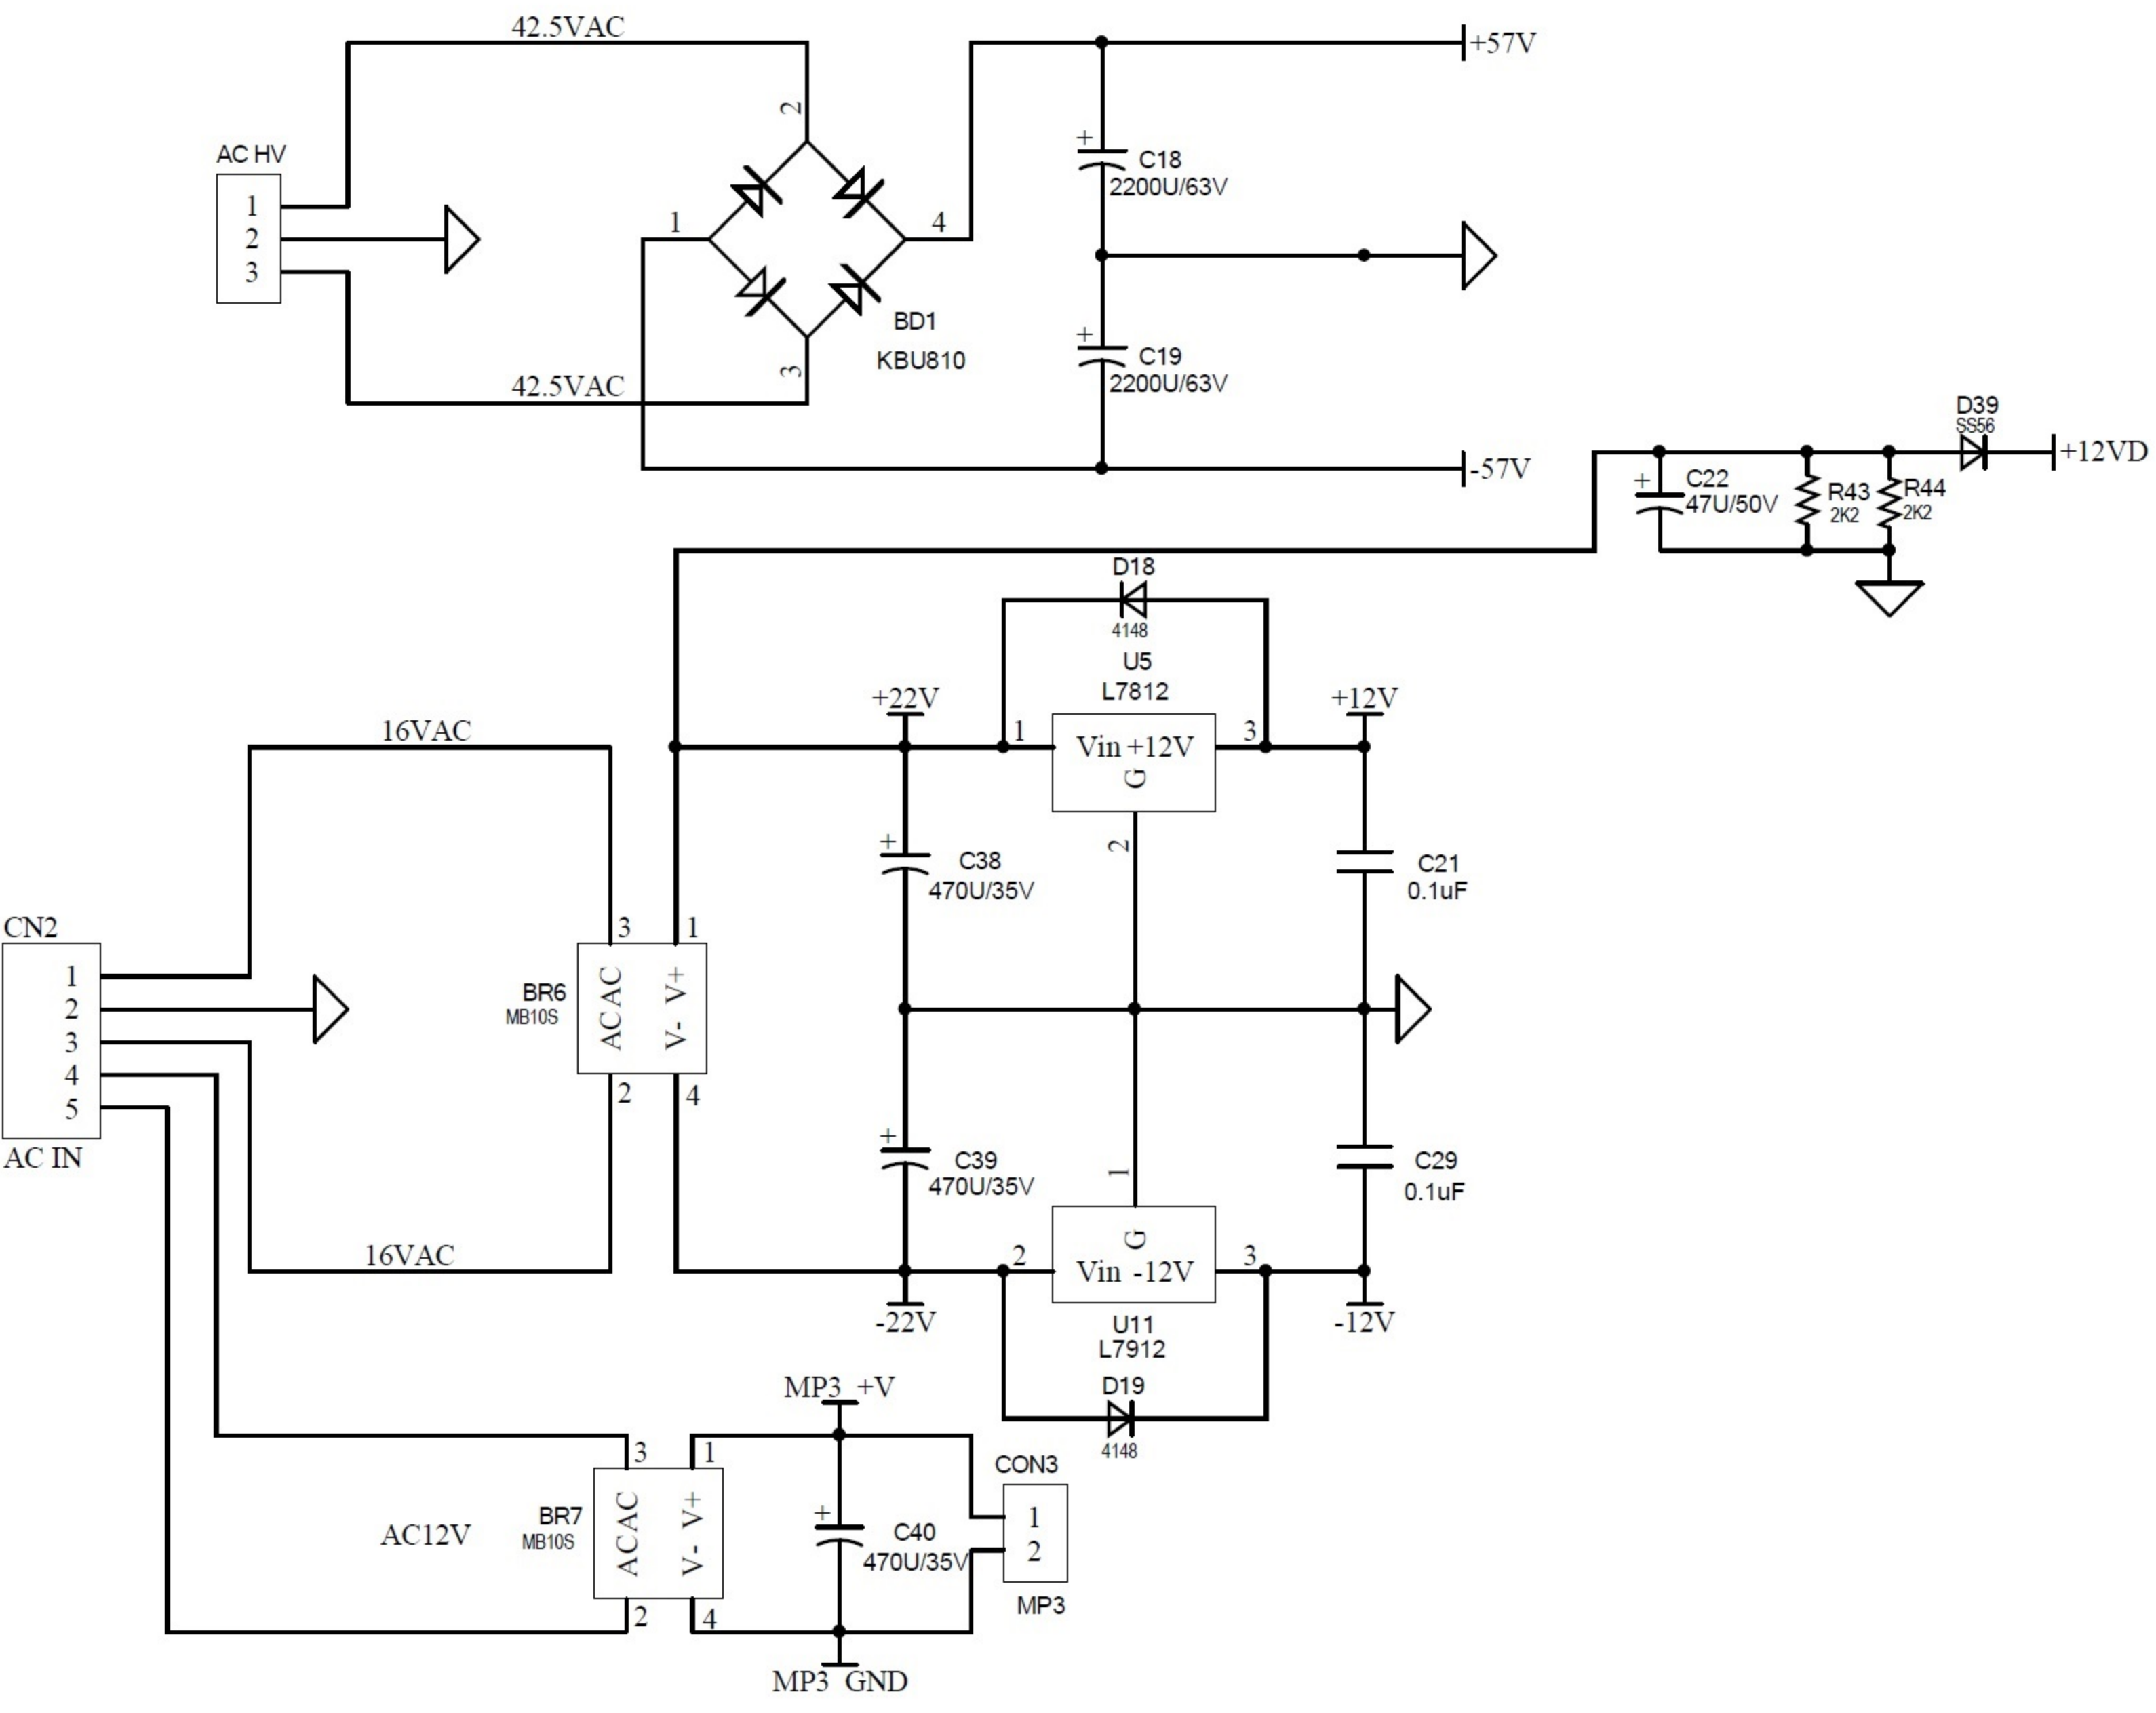 42.5VAC
+57V
2
AC HV
1
2
3
1
4
+
C18
2200U/63V
BD1
KBU810
3
+
C19
2200U/63V
42.5VAC
-57V
D39
SS56
+12VD
+
C22
47U/50V
R43
2K2
R44
2K2
D18
4148
U5
L7812
+22V
+12V
16VAC
1
Vin +12V
G
3
2
+
C38
470U/35V
C21
0.1uF
CN2
1
2
3
4
5
AC IN
3
1
BR6
MB10S
AC AC
V- V+
2
4
+
C39
470U/35V
C29
0.1uF
1
16VAC
2
G
Vin -12V
3
-22V
-12V
U11
L7912
D19
4148
MP3 +V
3
1
CON3
BR7
MB10S
AC12V
ACAC
V- V+
+
C40
470U/35V
1
2
MP3
2
4
MP3 GND